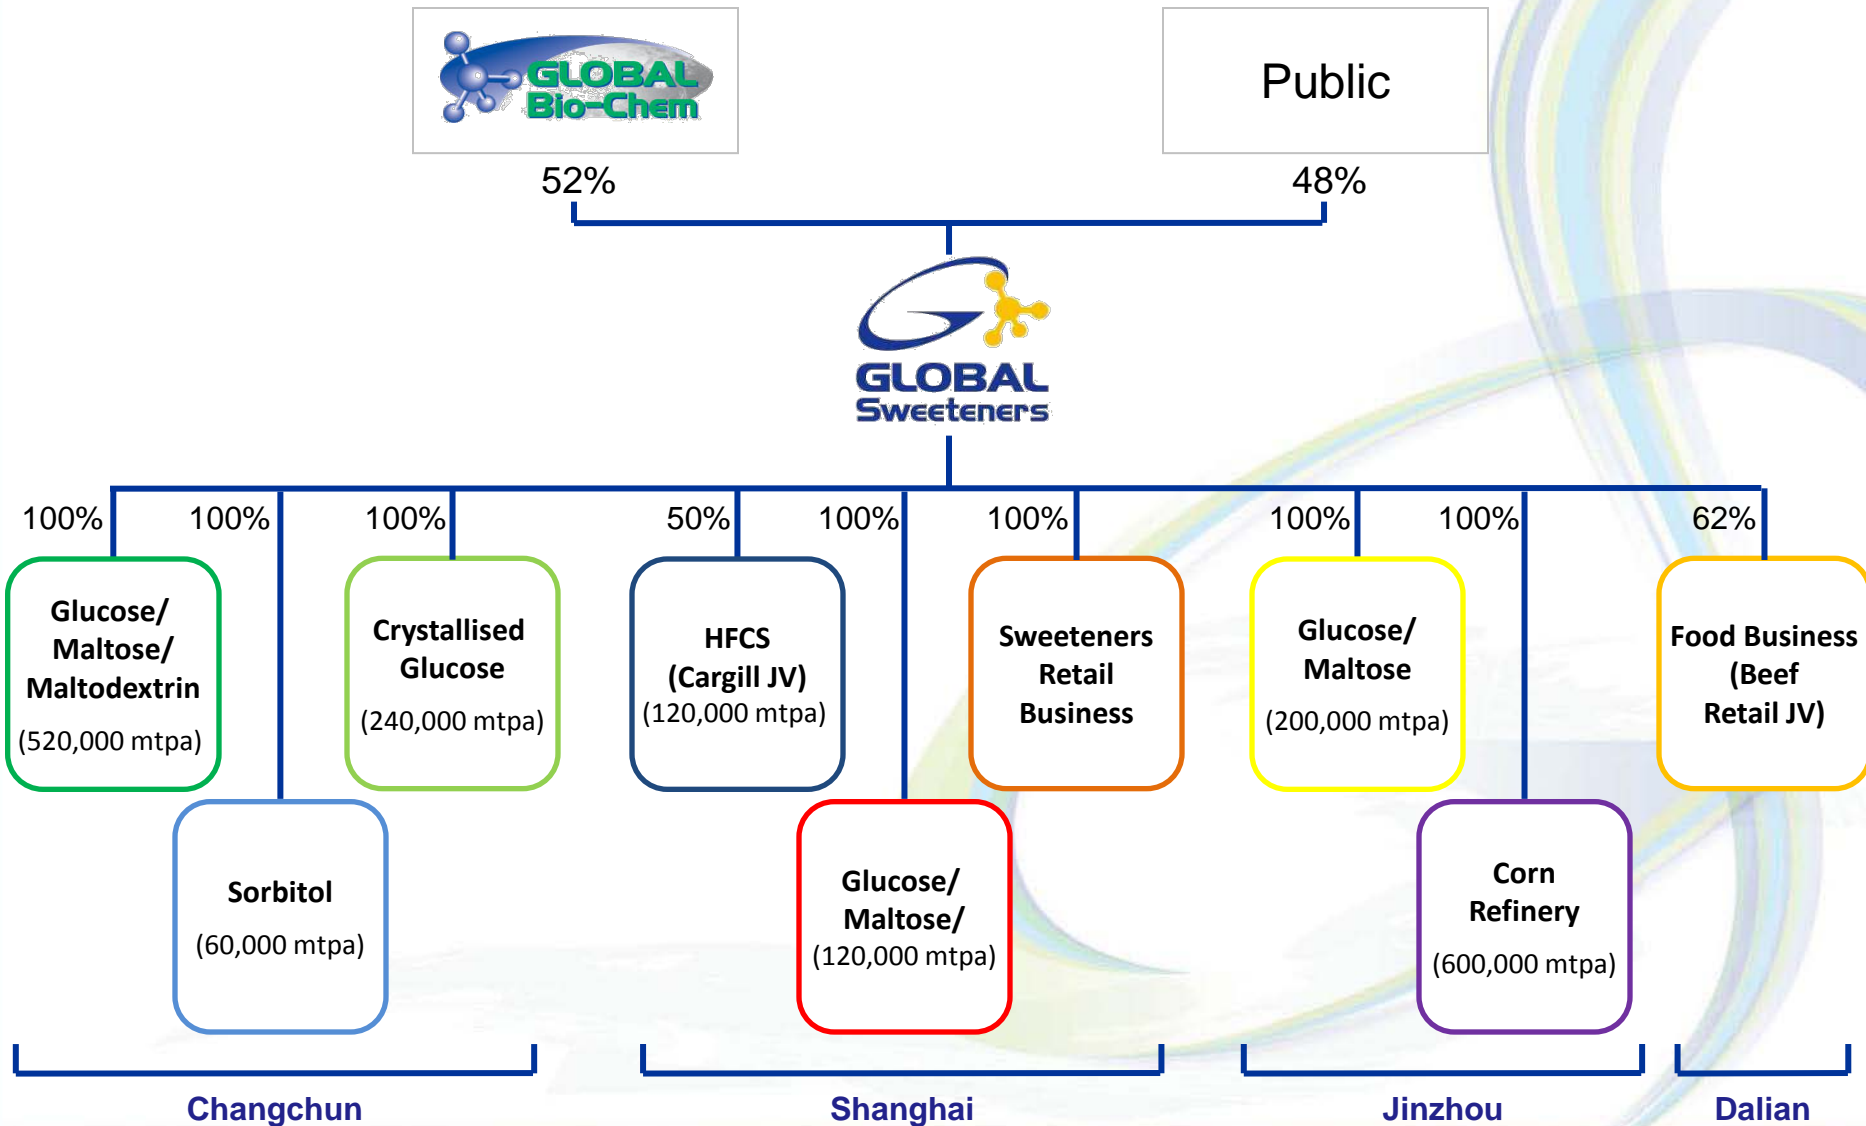 GLOBAL
Bio-Chem
Public
52%
48%
GLOBAL
Sweeteners
100%
100%
100%
50%
100%
100%
100%
100%
62%
Glucose/
Maltose/
Maltodextrin
(520,000 mtpa)
Sorbitol
(60,000 mtpa)
Crystallised
Glucose
(240,000 mtpa)
HFCS
(Cargill JV)
(120,000 mtpa)
Glucose/
Maltose/
(120,000 mtpa)
Sweeteners
Retail
Business
Glucose/
Maltose
(200,000 mtpa)
Corn
Refinery
(600,000 mtpa)
Food Business
(Beef
Retail JV)
Changchun
Shanghai
Jinzhou
Dalian